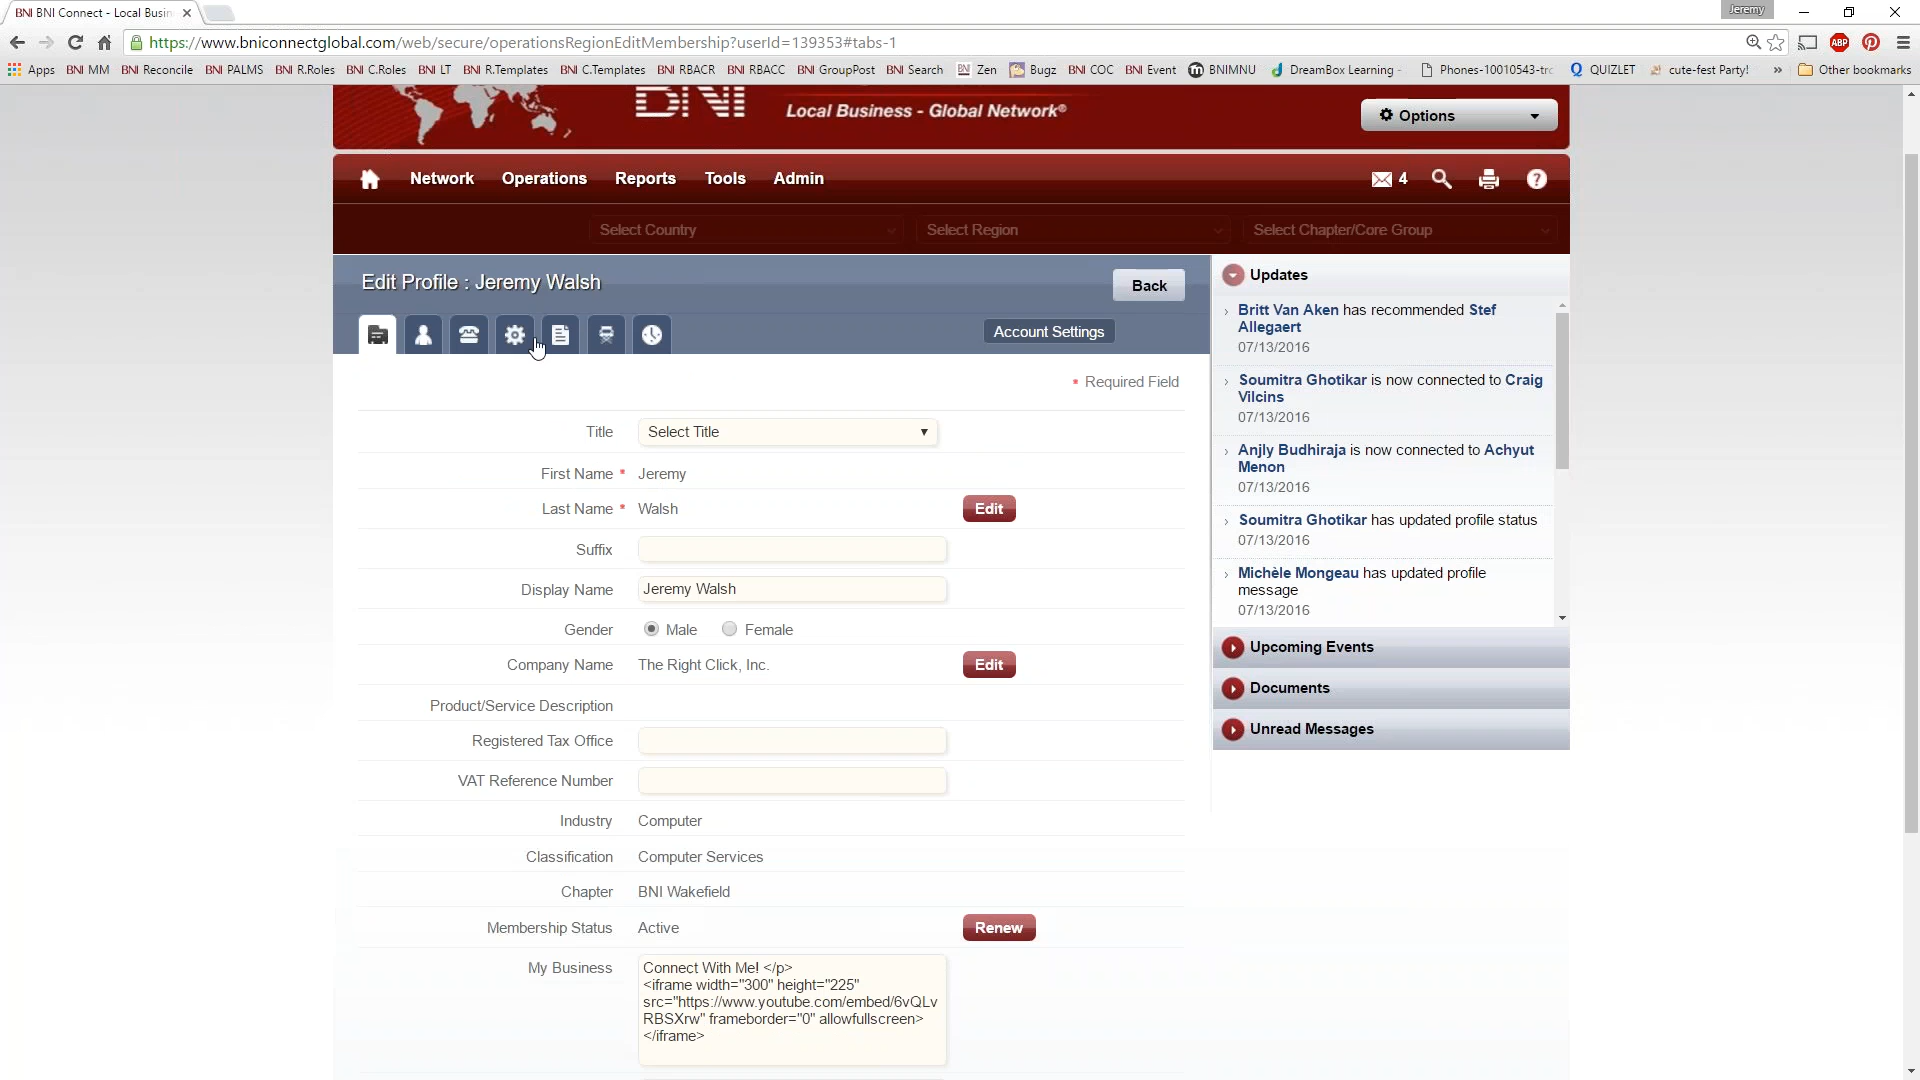 BNI BNI Connect - Local Busin
Jeremy
https://www.bniconnectglobal.com/web/secure/operationsRegionEditMembership?userId=139353#tabs-1
ABP
Apps BNI MM BNI Reconcile BNI PALMS BNI R.Roles BNI C.Roles BNI LT BNI R.Templates BNI C.Templates BNI RBACR BNI RBACC BNI GroupPost BNI Search Zen Bugz BNI COC BNI Event BNIMNU DreamBox Learning - Phones-10010543-trc QUIZLET cute-fest Party! » Other bookmarks
BNI
Local Business - Global Network®
Options
Network Operations Reports Tools Admin 4
Select Country Select Region Select Chapter/Core Group
Edit Profile : Jeremy Walsh
Back
Account Settings
* Required Field
Title Select Title
First Name * Jeremy
Last Name * Walsh Edit
Suffix
Display Name Jeremy Walsh
Gender Male Female
Company Name The Right Click, Inc. Edit
Product/Service Description
Registered Tax Office
VAT Reference Number
Industry Computer
Classification Computer Services
Chapter BNI Wakefield
Membership Status Active Renew
My Business Connect With Me! </p>
<iframe width="300" height="225"
src="https://www.youtube.com/embed/6vQLv
RBSXrw" frameborder="0" allowfullscreen>
</iframe>
Updates
Britt Van Aken has recommended Stef
Allegaert
07/13/2016
Soumitra Ghotikar is now connected to Craig
Vilcins
07/13/2016
Anjly Budhiraja is now connected to Achyut
Menon
07/13/2016
Soumitra Ghotikar has updated profile status
07/13/2016
Michèle Mongeau has updated profile
message
07/13/2016
Upcoming Events
Documents
Unread Messages